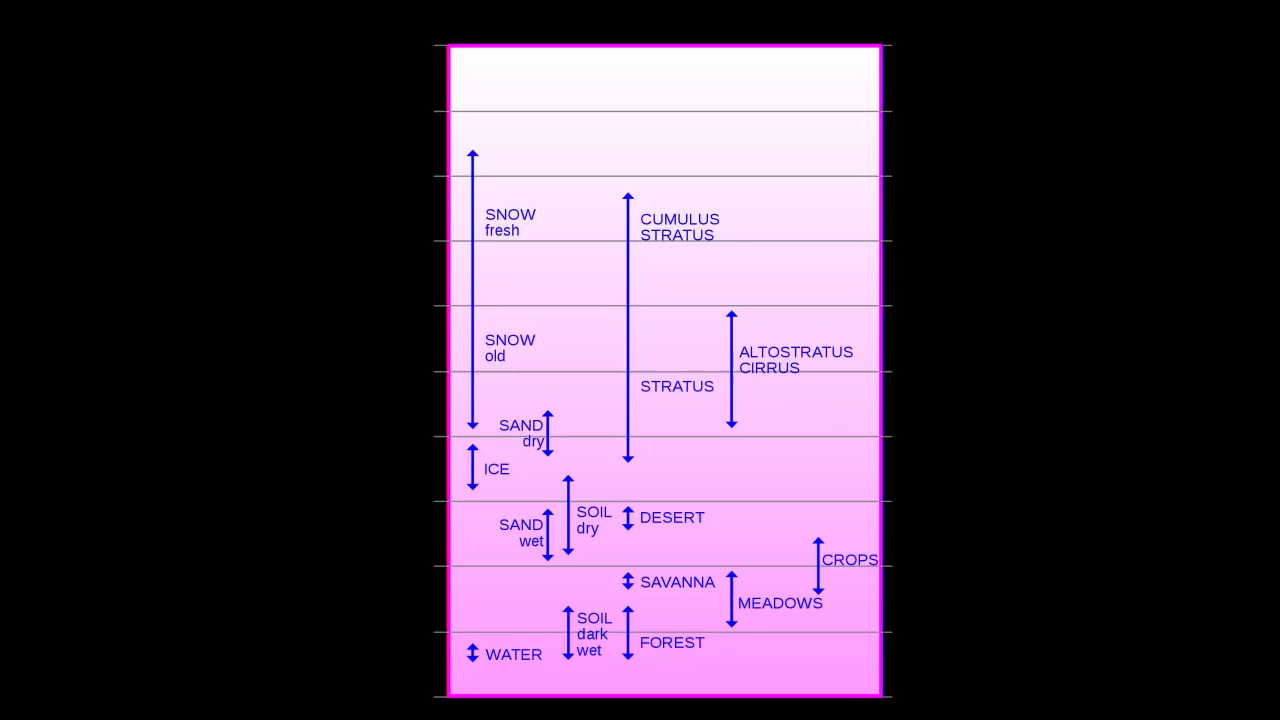 SNOW
fresh
CUMULUS
STRATUS
SNOW
old
ALTOSTRATUS
CIRRUS
STRATUS
SAND
dry
ICE
SOIL
dry
DESERT
SAND
wet
CROPS
SAVANNA
MEADOWS
SOIL
dark
wet
FOREST
WATER